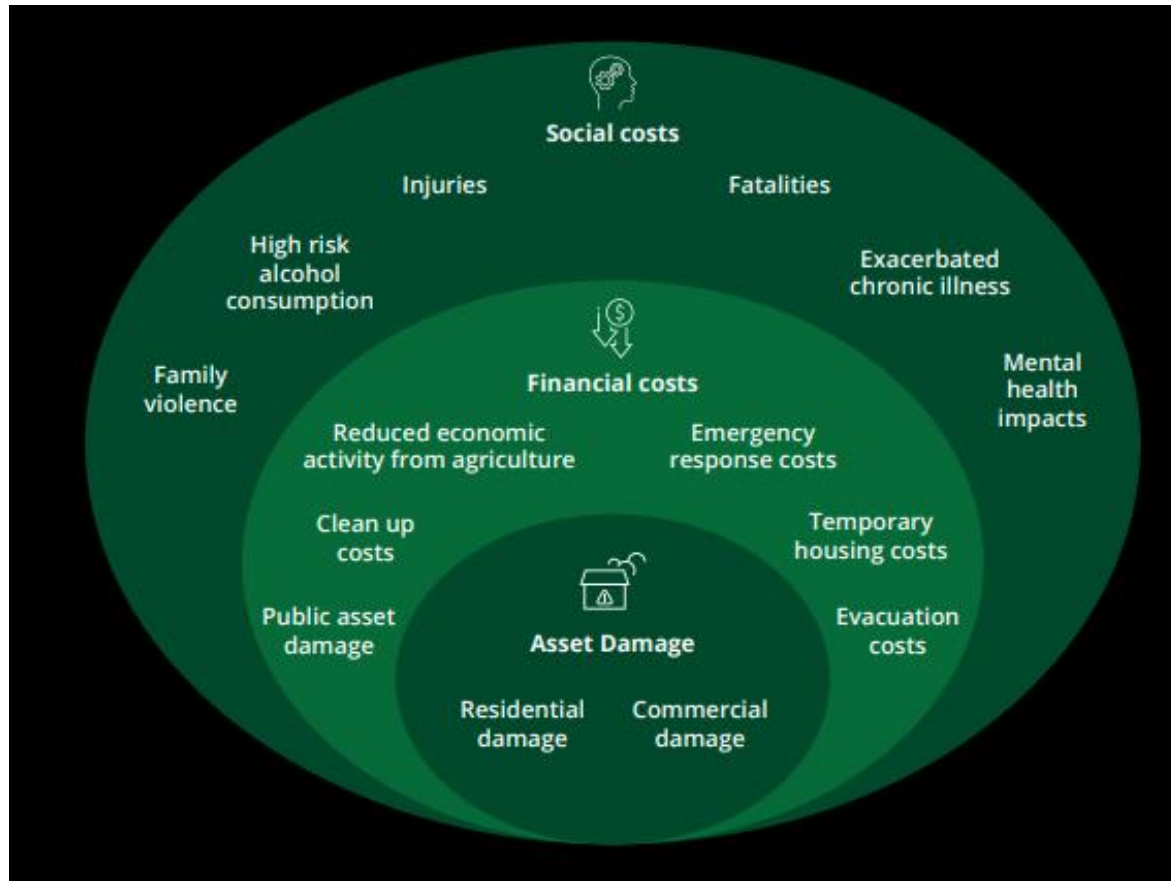 Social costs
Injuries
Fatalities
High risk
alcohol
consumption
Exacerbated
chronic illness
Family
violence
Mental
health
impacts
$
Financial costs
Reduced economic
activity from agriculture
Emergency
response costs
Clean up
costs
Temporary
housing costs
Public asset
damage
Evacuation
costs
Asset Damage
Residential
damage
Commercial
damage